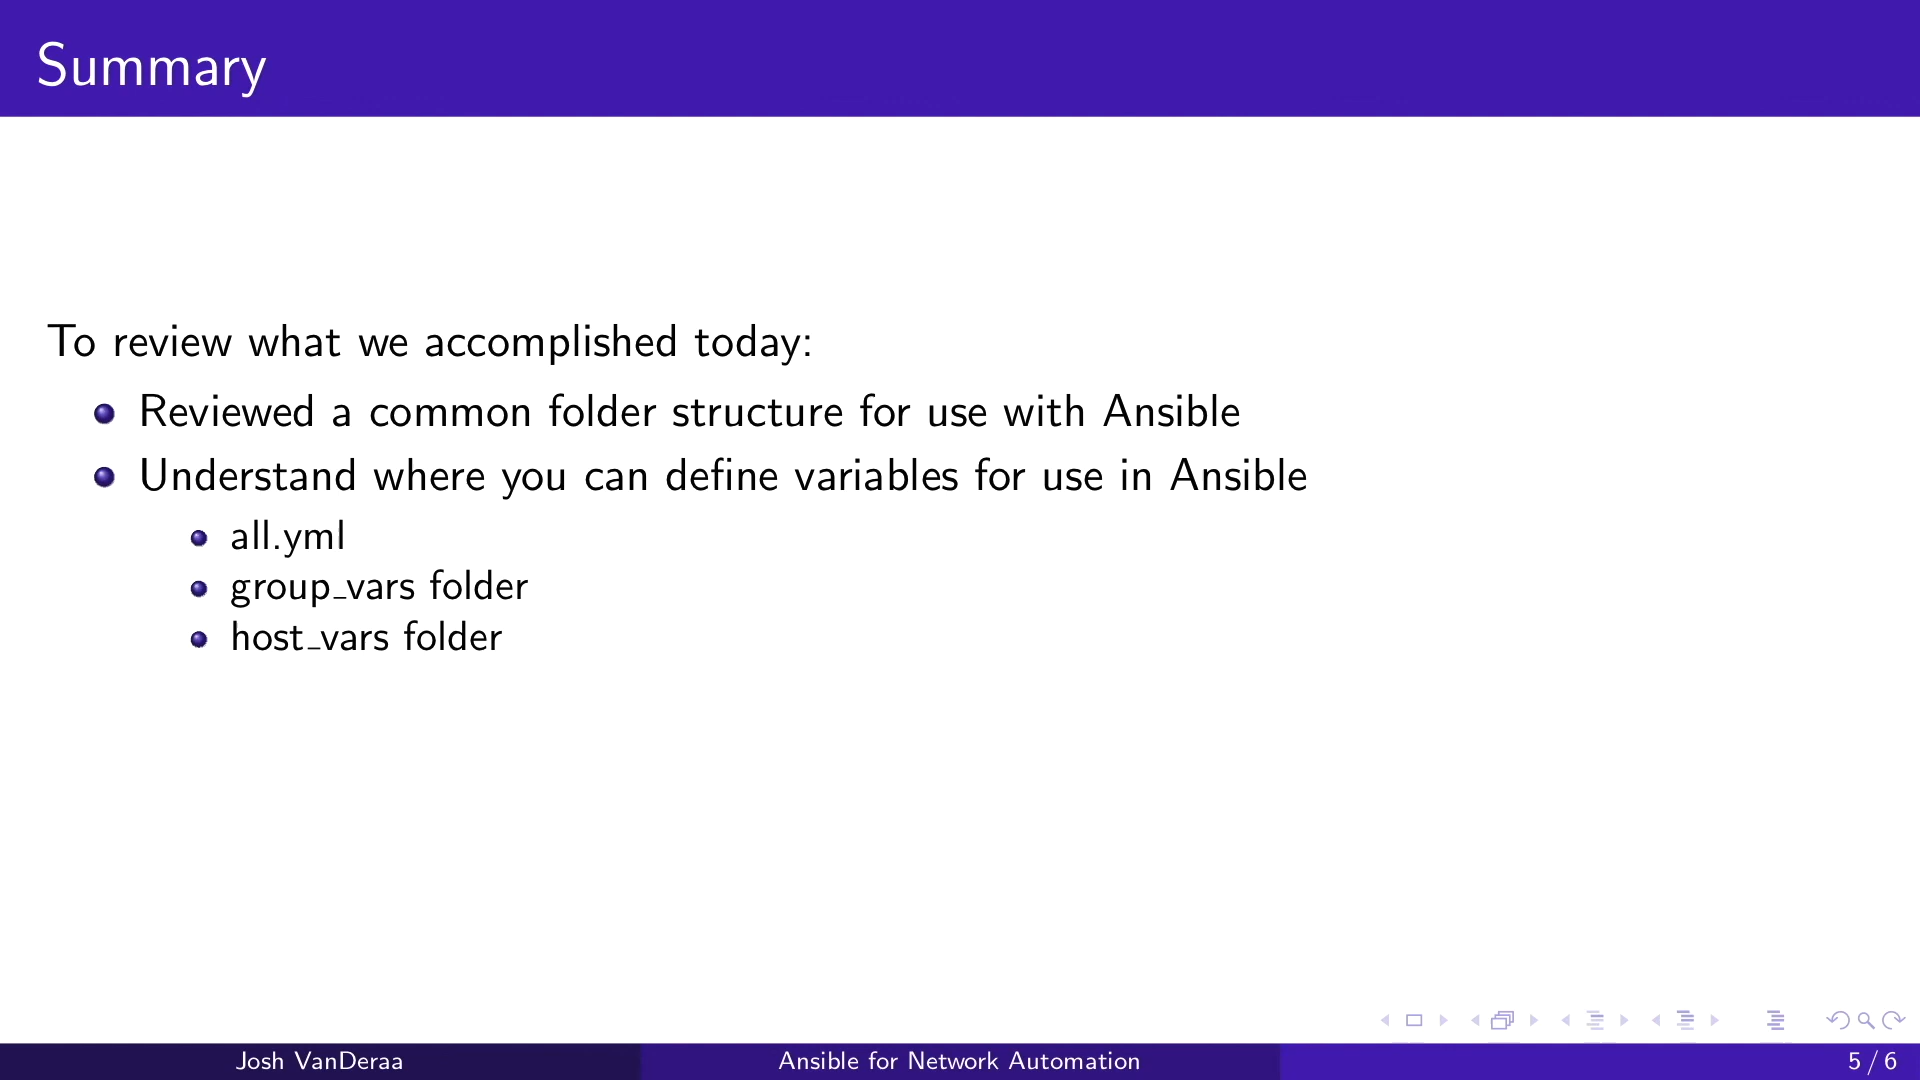 Summary
To review what we accomplished today:
Reviewed a common folder structure for use with Ansible
Understand where you can define variables for use in Ansible
all.yml
group_vars folder
host_vars folder
Josh VanDeraa
Ansible for Network Automation
5 / 6